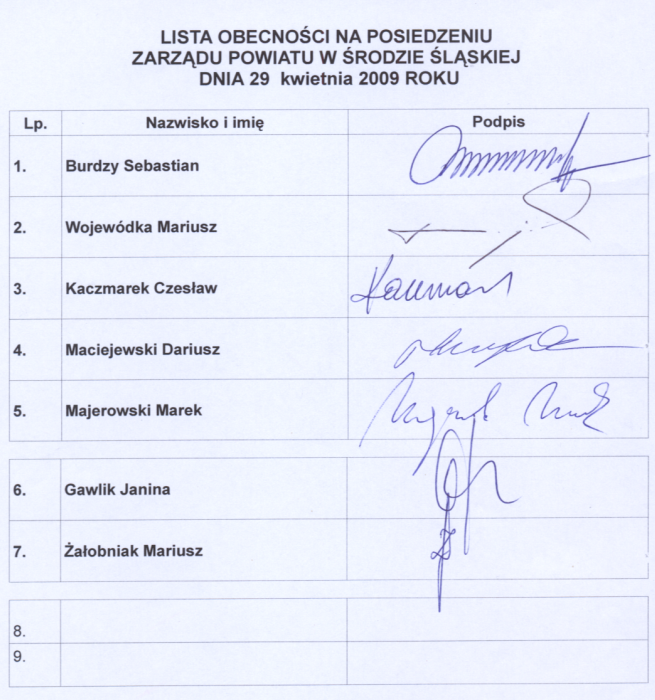 LISTA OBECNOŚCI NA POSIEDZENIU
ZARZĄDU POWIATU W ŚRODZIE ŚLĄSKIEJ
DNIA 29 kwietnia 2009 ROKU
Lp. Nazwisko i imię Podpis
1. Burdzy Sebastian
2. Wojewódka Mariusz
3. Kaczmarek Czesław
4. Maciejewski Dariusz
5. Majerowski Marek
6. Gawlik Janina
7. Żałobniak Mariusz
8.
9.